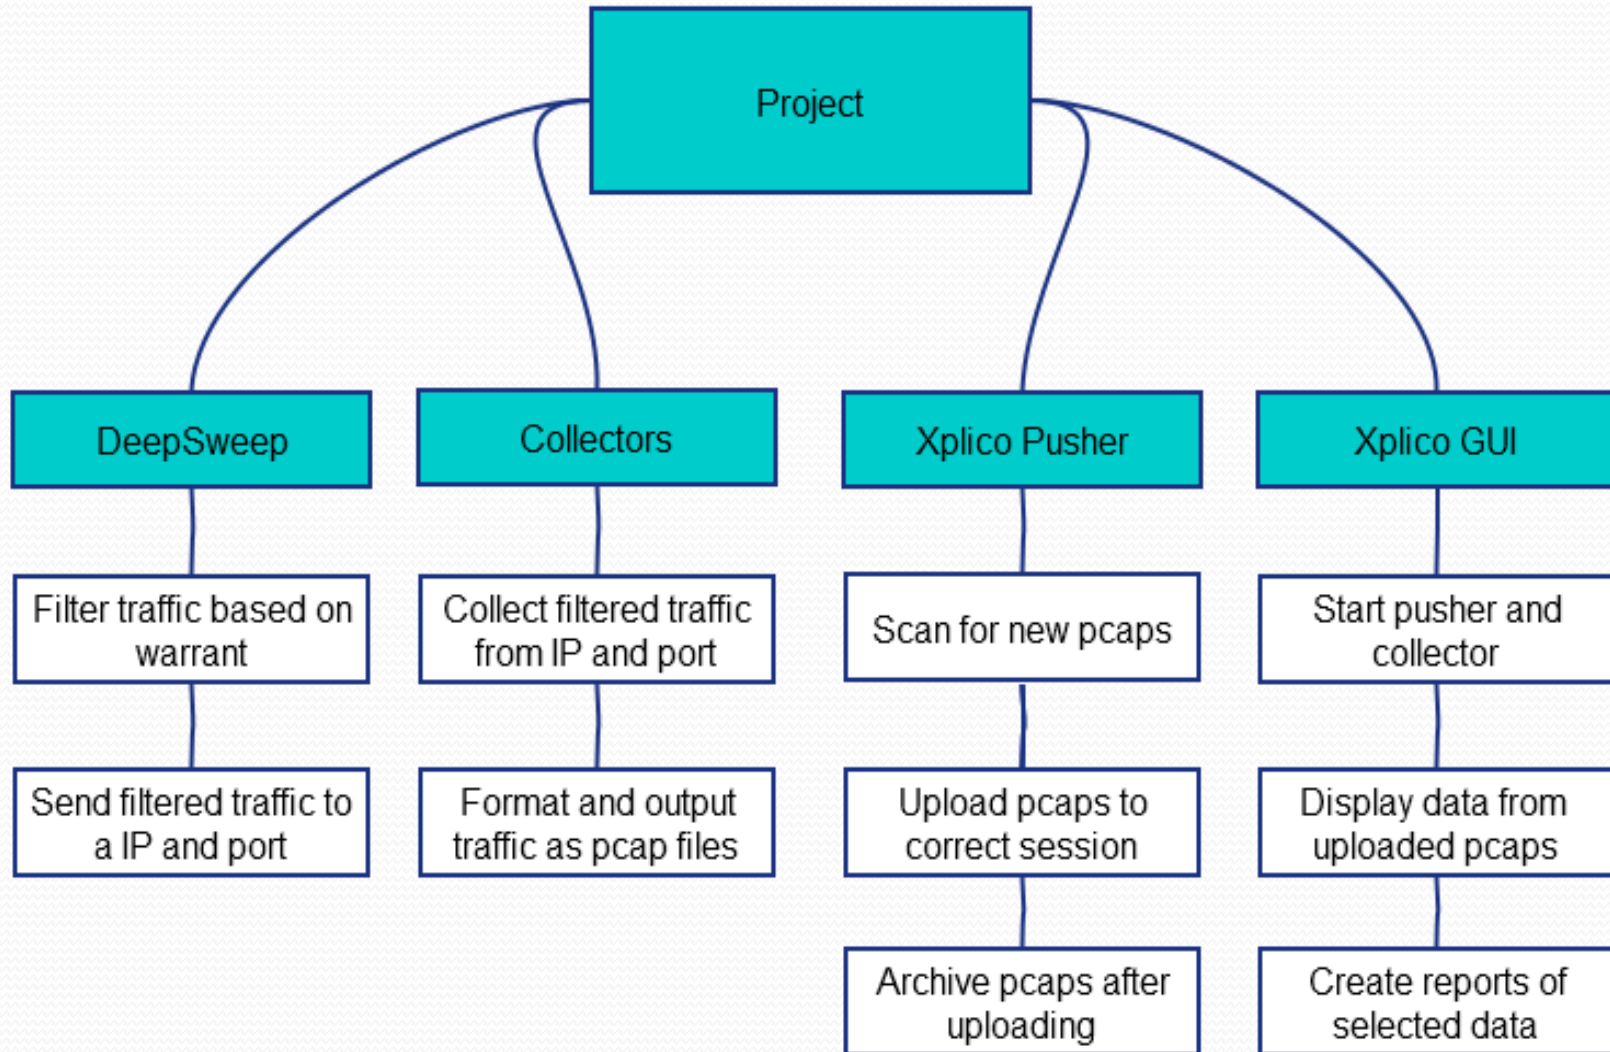 Project
DeepSweep
Collectors
Xplico Pusher
Xplico GUI
Filter traffic based on
warrant
Collect filtered traffic
from IP and port
Scan for new pcaps
Start pusher and
collector
Send filtered traffic to
a IP and port
Format and output
traffic as pcap files
Upload pcaps to
correct session
Display data from
uploaded pcaps
Archive pcaps after
uploading
Create reports of
selected data